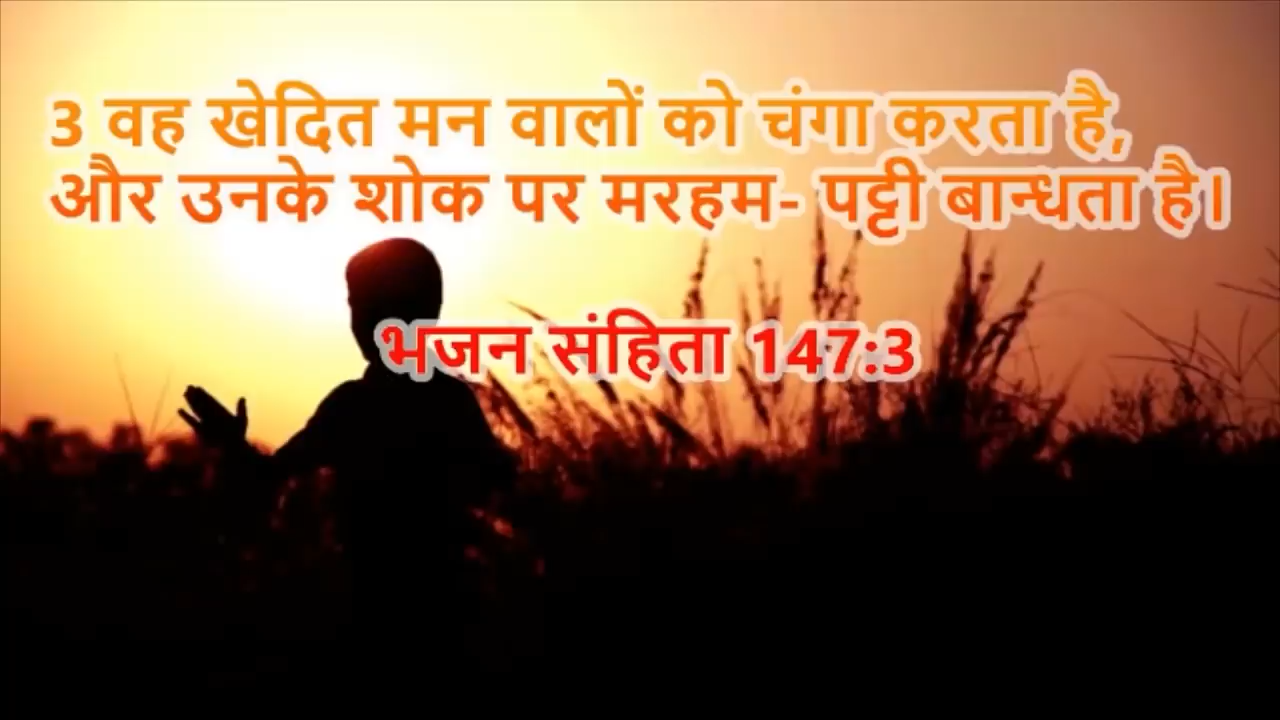 3 वह खेदित मन वालों को चंगा करता है,
और उनके शोक पर मरहम- पट्टी बान्धता है।
भजन संहिता 147:3